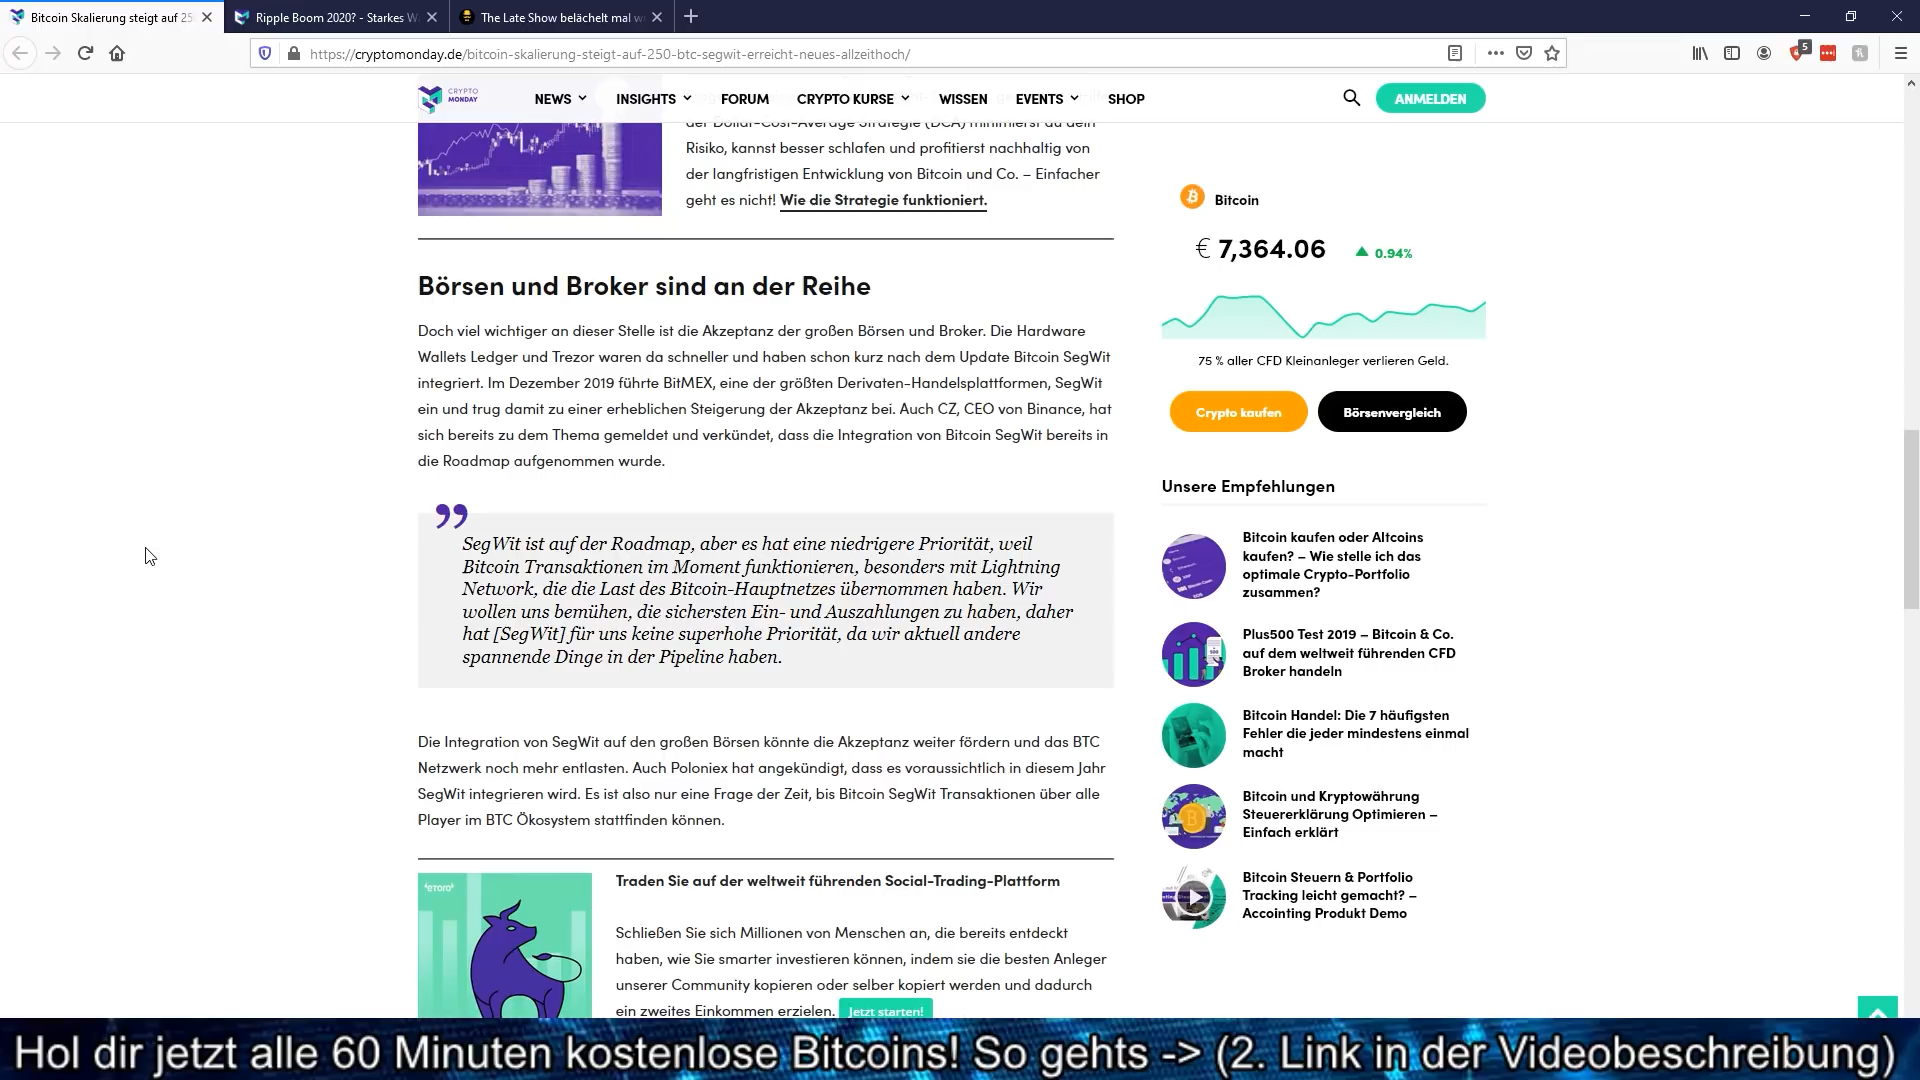 Bitcoin Skalierung steigt auf 25
Ripple Boom 2020? - Starkes W
The Late Show belächelt mal w
https://cryptomonday.de/bitcoin-skalierung-steigt-auf-250-btc-segwit-erreicht-neues-allzeithoch/
5
CRYPTO
MONDAY
NEWS
INSIGHTS
FORUM
CRYPTO KURSE
WISSEN
EVENTS
SHOP
ANMELDEN
der Dollar-Cost-Average Strategie (DCA) minimierst du dein
Risiko, kannst besser schlafen und profitierst nachhaltig von
der langfristigen Entwicklung von Bitcoin und Co. – Einfacher
geht es nicht! Wie die Strategie funktioniert.
Börsen und Broker sind an der Reihe
Doch viel wichtiger an dieser Stelle ist die Akzeptanz der großen Börsen und Broker. Die Hardware
Wallets Ledger und Trezor waren da schneller und haben schon kurz nach dem Update Bitcoin SegWit
integriert. Im Dezember 2019 führte BitMEX, eine der größten Derivaten-Handelsplattformen, SegWit
ein und trug damit zu einer erheblichen Steigerung der Akzeptanz bei. Auch CZ, CEO von Binance, hat
sich bereits zu dem Thema gemeldet und verkündet, dass die Integration von Bitcoin SegWit bereits in
die Roadmap aufgenommen wurde.
”
SegWit ist auf der Roadmap, aber es hat eine niedrigere Priorität, weil
Bitcoin Transaktionen im Moment funktionieren, besonders mit Lightning
Network, die die Last des Bitcoin-Hauptnetzes übernommen haben. Wir
wollen uns bemühen, die sichersten Ein- und Auszahlungen zu haben, daher
hat [SegWit] für uns keine superhohe Priorität, da wir aktuell andere
spannende Dinge in der Pipeline haben.
Die Integration von SegWit auf den großen Börsen könnte die Akzeptanz weiter fördern und das BTC
Netzwerk noch mehr entlasten. Auch Poloniex hat angekündigt, dass es voraussichtlich in diesem Jahr
SegWit integrieren wird. Es ist also nur eine Frage der Zeit, bis Bitcoin SegWit Transaktionen über alle
Player im BTC Ökosystem stattfinden können.
eToro
Traden Sie auf der weltweit führenden Social-Trading-Plattform
Schließen Sie sich Millionen von Menschen an, die bereits entdeckt
haben, wie Sie smarter investieren können, indem sie die besten Anleger
unserer Community kopieren oder selber kopiert werden und dadurch
ein zweites Einkommen erzielen. Jetzt starten!
Bitcoin
€ 7,364.06
0.94%
75 % aller CFD Kleinanleger verlieren Geld.
Crypto kaufen
Börsenvergleich
Unsere Empfehlungen
Bitcoin kaufen oder Altcoins
kaufen? – Wie stelle ich das
optimale Crypto-Portfolio
zusammen?
Plus500 Test 2019 – Bitcoin & Co.
auf dem weltweit führenden CFD
Broker handeln
Bitcoin Handel: Die 7 häufigsten
Fehler die jeder mindestens einmal
macht
Bitcoin und Kryptowährung
Steuererklärung Optimieren –
Einfach erklärt
Bitcoin Steuern & Portfolio
Tracking leicht gemacht? –
Accointing Produkt Demo
Hol dir jetzt alle 60 Minuten kostenlose Bitcoins! So gehts -> (2. Link in der Videobeschreibung)